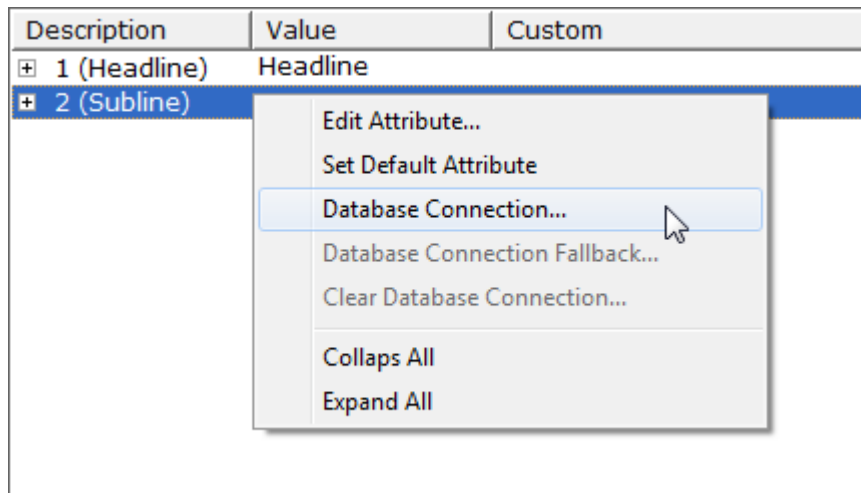 Description Value Custom
1 (Headline) Headline
2 (Subline)
Edit Attribute...
Set Default Attribute
Database Connection...
Database Connection Fallback...
Clear Database Connection...
Collaps All
Expand All